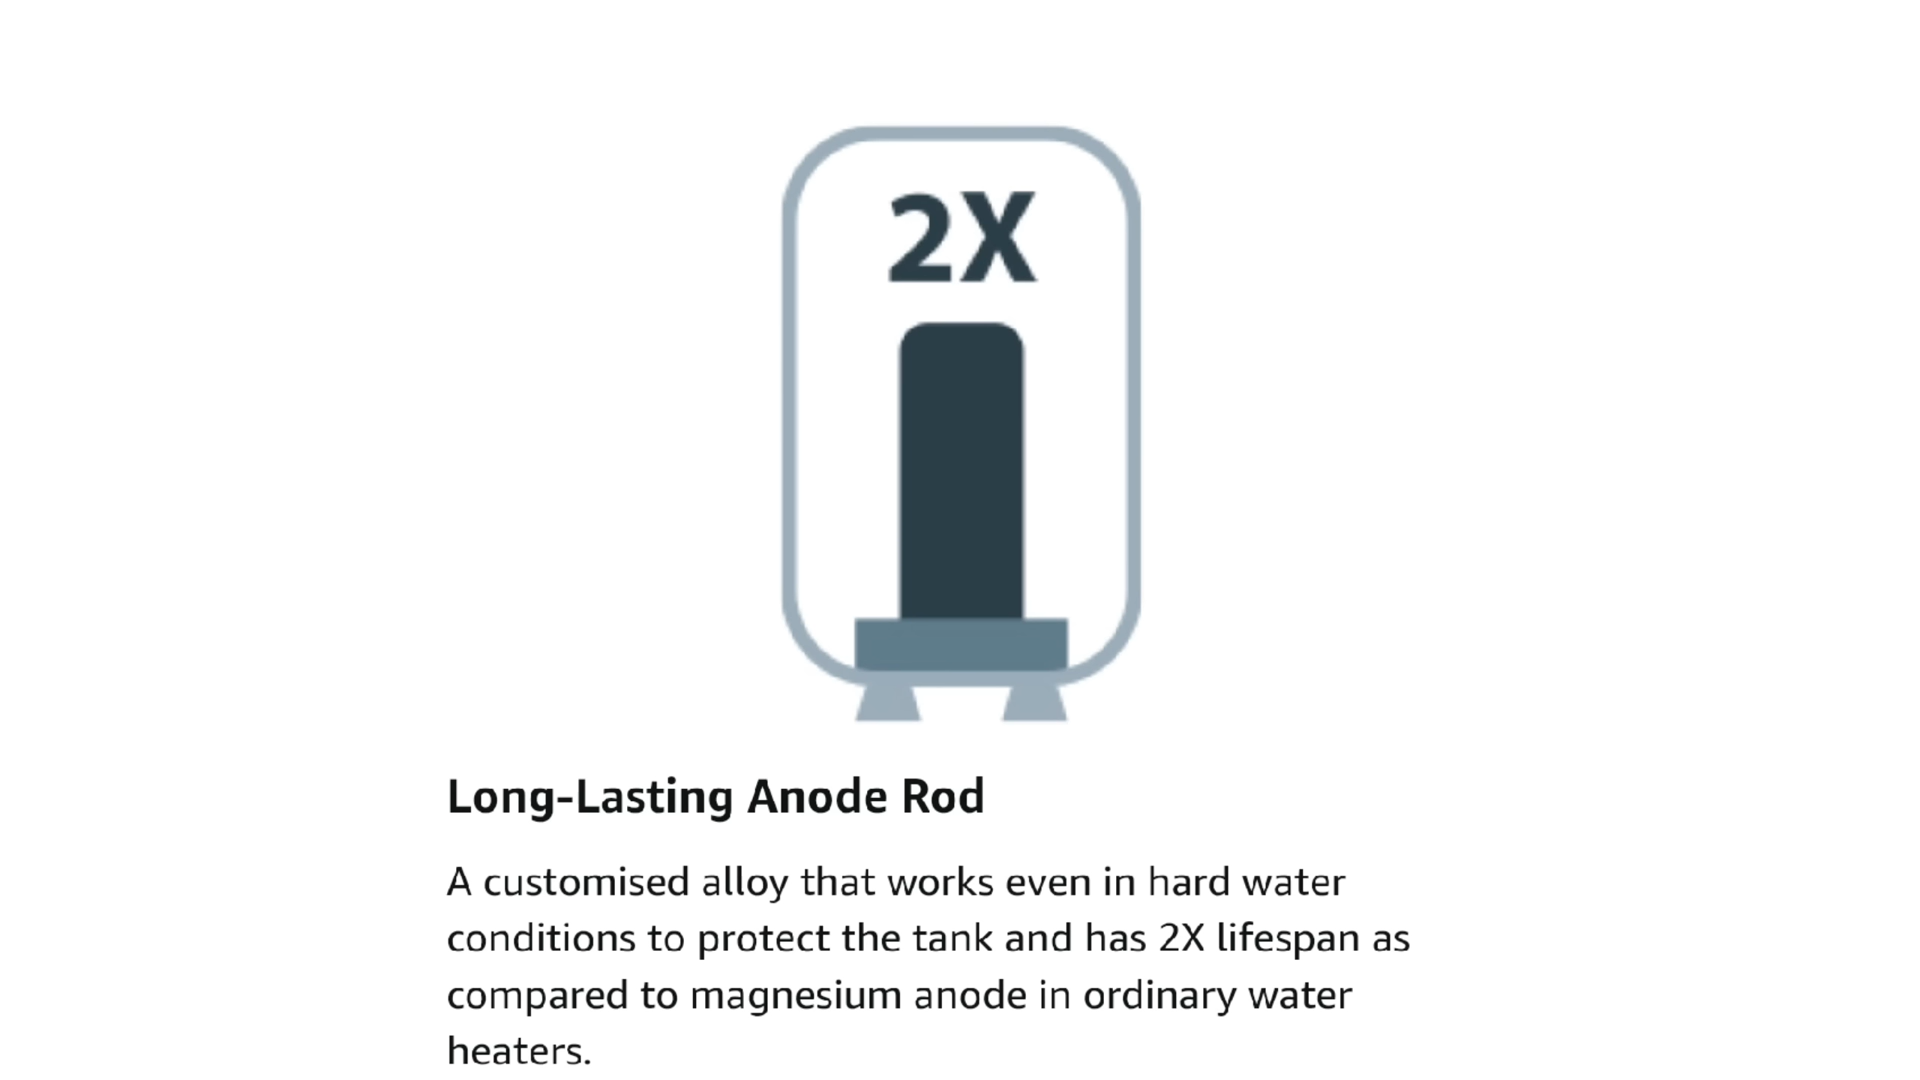 2X
Long-Lasting Anode Rod
A customised alloy that works even in hard water
conditions to protect the tank and has 2X lifespan as
compared to magnesium anode in ordinary water
heaters.